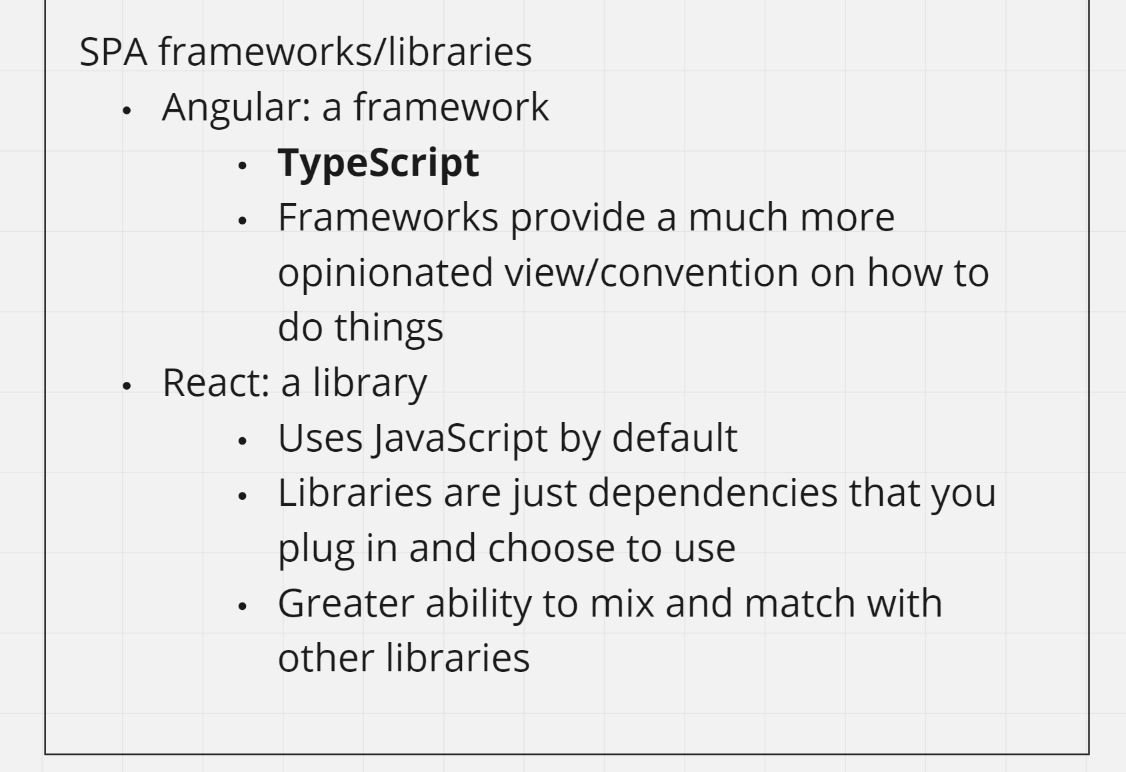 SPA frameworks/libraries
• Angular: a framework
• TypeScript
• Frameworks provide a much more
opinionated view/convention on how to
do things
• React: a library
• Uses JavaScript by default
• Libraries are just dependencies that you
plug in and choose to use
• Greater ability to mix and match with
other libraries